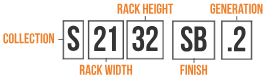 RACK HEIGHT GENERATION
COLLECTION S 21 32 SB .2
RACK WIDTH FINISH